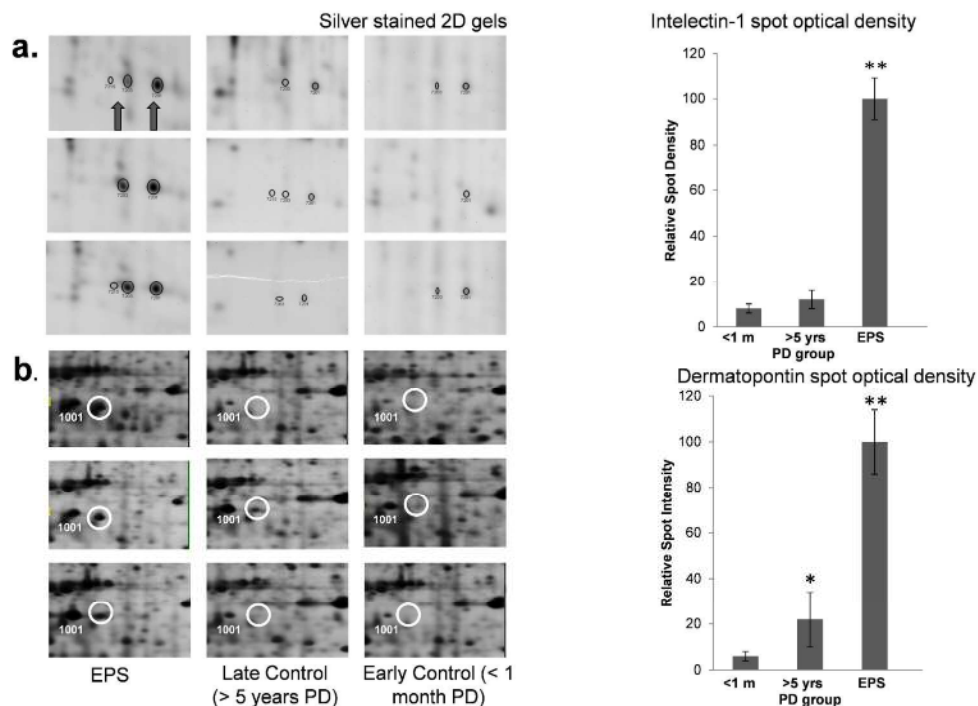 Silver stained 2D gels
a.
b.
1001
1001
1001
EPS
1001
1001
1001
Late Control
(> 5 years PD)
Early Control (< 1
month PD)
Intelectin-1 spot optical density
Relative Spot Density
120
100
80
60
40
20
0
**
<1 m
>5 yrs
EPS
PD group
Dermatopontin spot optical density
Relative Spot Intensity
120
100
80
60
40
20
0
*
**
<1 m
>5 yrs
EPS
PD group